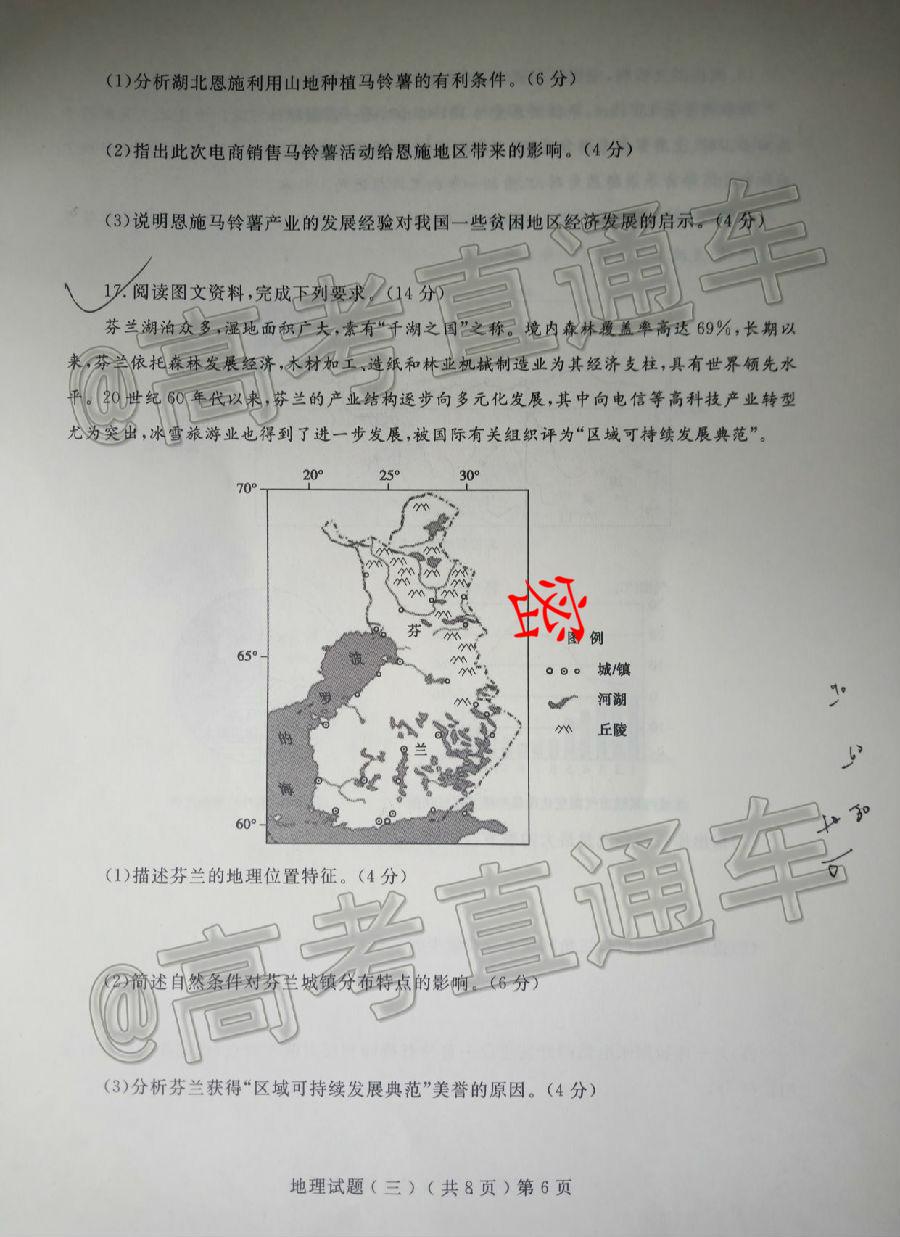 (1)分析湖北恩施利用山地种植马铃薯的有利条件。(6分)
(2)指出此次电商销售马铃薯活动给恩施地区带来的影响。(4分)
(3)说明恩施马铃薯产业的发展经验对我国一些贫困地区经济发展的启示。(4分)
17.阅读图文资料,完成下列要求。(14分)
芬兰湖泊众多,湿地面积广大,素有“千湖之国”之称。境内森林覆盖率高达69%,长期以
来,芬兰依托森林发展经济,木材加工、造纸和林业机械制造业为其经济支柱,具有世界领先水
平。20世纪60年代以来,芬兰的产业结构逐步向多元化发展,其中向电信等高科技产业转型
尤为突出,冰雪旅游业也得到了进一步发展,被国际有关组织评为“区域可持续发展典范”。
20° 25° 30°
70°
65°
60°
芬
兰
波
罗
的
海
密
图 例
城/镇
河湖
丘陵
@高考直通车
(1)描述芬兰的地理位置特征。(4分)
(2)简述自然条件对芬兰城镇分布特点的影响。(6分)
@高考直通车
(3)分析芬兰获得“区域可持续发展典范”美誉的原因。(4分)
地理试题(三)(共8页)第6页